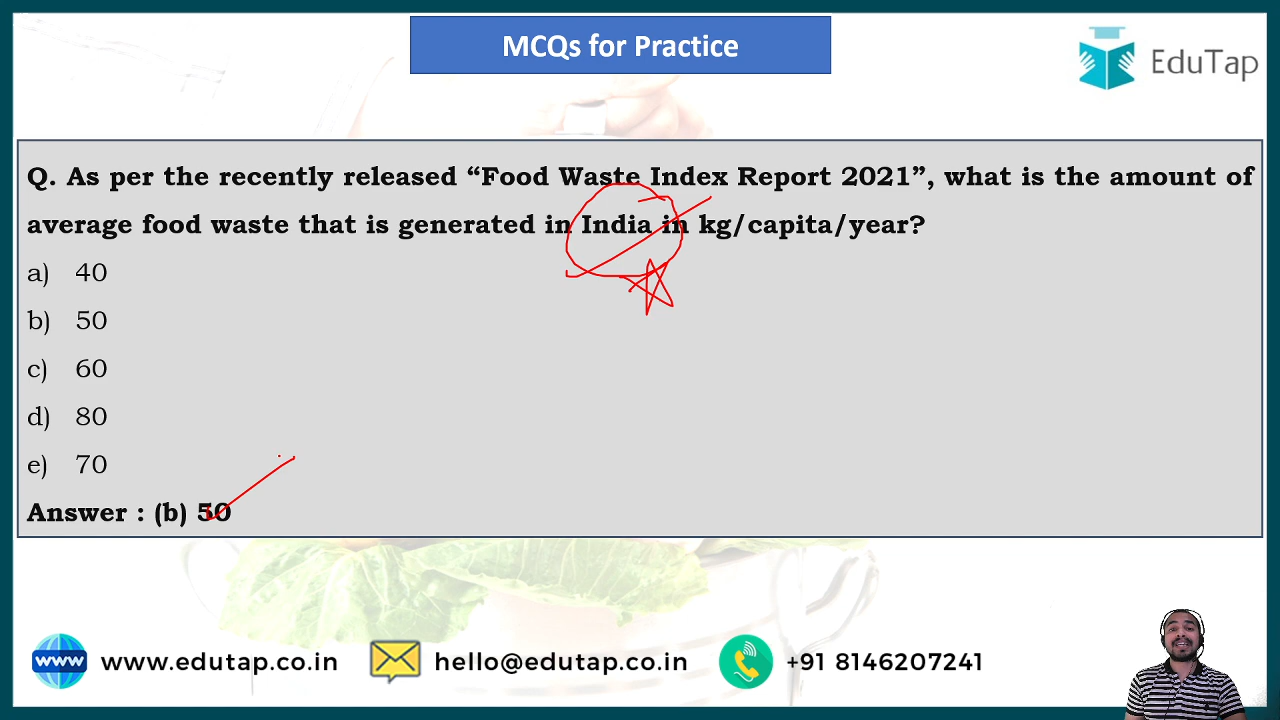 MCQs for Practice
EduTap
Q. As per the recently released “Food Waste Index Report 2021”, what is the amount of
average food waste that is generated in India in kg/capita/year?
a) 40
b) 50
c) 60
d) 80
e) 70
Answer : (b) 50
www www.edutap.co.in hello@edutap.co.in +91 8146207241